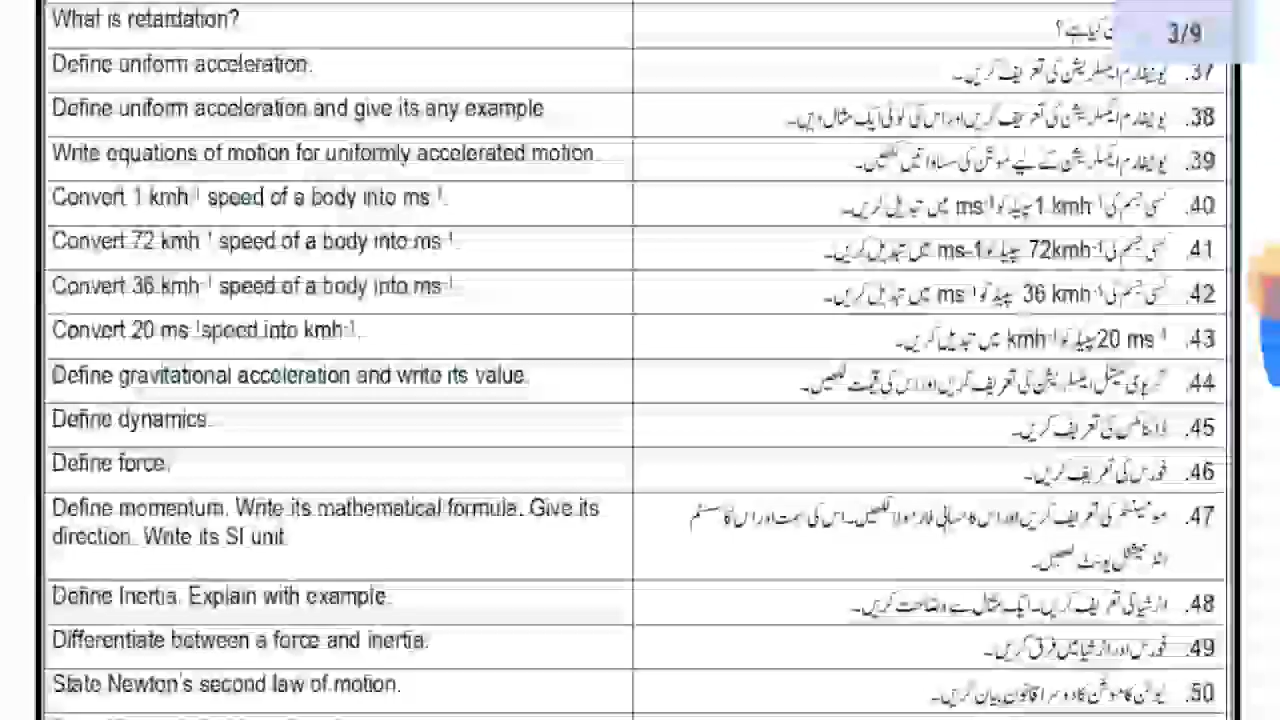 What is retardation?
کیا ہے؟
3/9
Define uniform acceleration.
37. یونیفارم ایکسلریشن کی تعریف کریں۔
Define uniform acceleration and give its any example
38. یونیفارم ایکسلریشن کی تعریف کریں اور اس کی کوئی ایک مثال دیں۔
Write equations of motion for uniformly accelerated motion.
39. یونیفارم ایکسلریشن کے لیے موشن کی مساواتیں لکھیں۔
Convert 1 kmh⁻¹ speed of a body into ms⁻¹.
40. کسی جسم کی 1 kmh⁻¹ سپیڈ کو ms⁻¹ میں تبدیل کریں۔
Convert 72 kmh⁻¹ speed of a body into ms⁻¹.
41. کسی جسم کی 72kmh⁻¹ سپیڈ کو ms-1 میں تبدیل کریں۔
Convert 36 kmh⁻¹ speed of a body into ms⁻¹.
42. کسی جسم کی 36 kmh⁻¹ سپیڈ کو ms⁻¹ میں تبدیل کریں۔
Convert 20 ms⁻¹ speed into kmh⁻¹.
43. 20 ms⁻¹ سپیڈ کو kmh⁻¹ میں تبدیل کریں۔
Define gravitational acceleration and write its value.
44. گریوی ٹیشنل ایکسلریشن کی تعریف کریں اور اس کی قیمت لکھیں۔
Define dynamics.
45. ڈائنامکس کی تعریف کریں۔
Define force.
46. فورس کی تعریف کریں۔
Define momentum. Write its mathematical formula. Give its
direction. Write its SI unit.
47. مومینٹم کی تعریف کریں اور اس کا حسابی فارمولا لکھیں۔ اس کی سمت اور اس کا سسٹم
انٹرنیشنل یونٹ لکھیں۔
Define Inertia. Explain with example.
48. انرشیا کی تعریف کریں۔ ایک مثال سے وضاحت کریں۔
Differentiate between a force and inertia.
49. فورس اور انرشیا میں فرق کریں۔
State Newton's second law of motion.
50. نیوٹن کا موشن کا دوسرا قانون بیان کریں۔